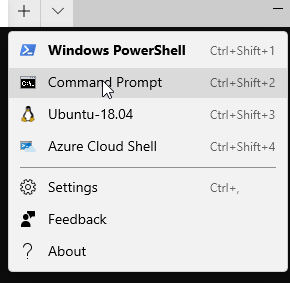 Windows PowerShell Ctrl+Shift+1
Command Prompt Ctrl+Shift+2
Ubuntu-18.04 Ctrl+Shift+3
Azure Cloud Shell Ctrl+Shift+4
Settings Ctrl+,
Feedback
About